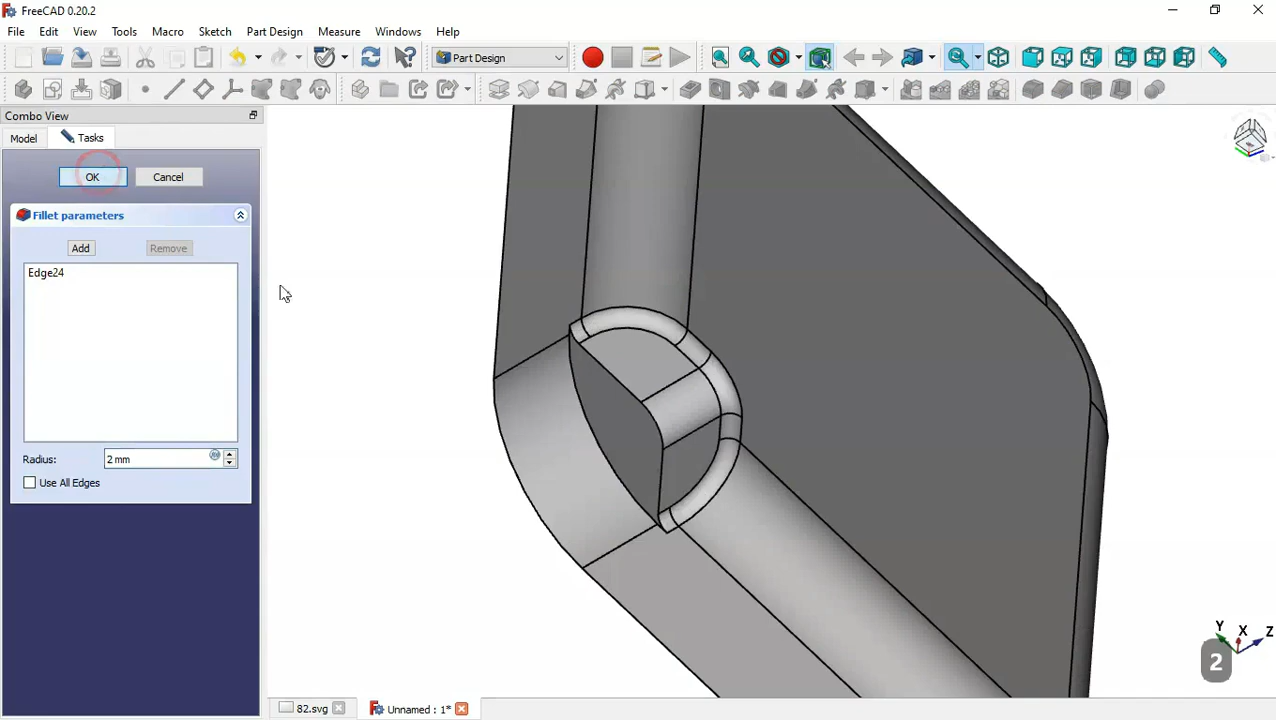 FreeCAD 0.20.2
File Edit View Tools Macro Sketch Part Design Measure Windows Help
Part Design
Combo View
Model Tasks
OK Cancel
Fillet parameters
Add Remove
Edge24
Radius: 2 mm
Use All Edges
Y X Z
2
82.svg Unnamed : 1*